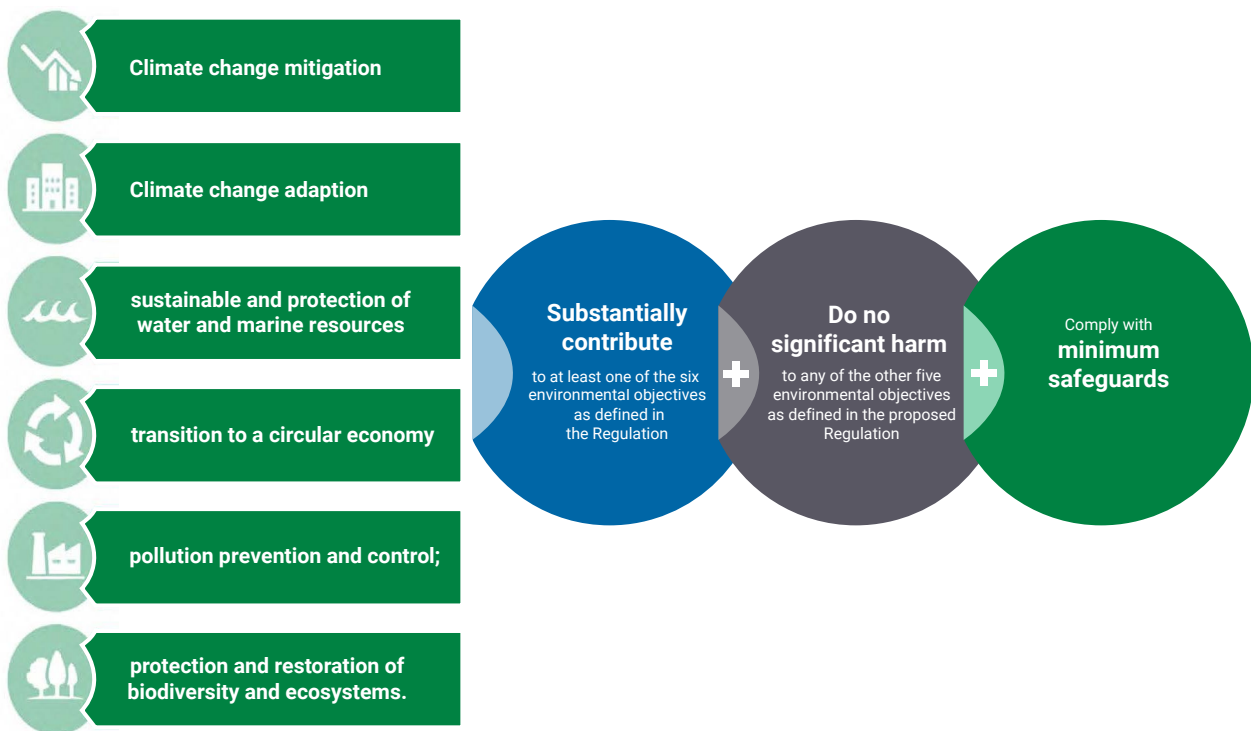 Climate change mitigation
Climate change adaption
sustainable and protection of
water and marine resources
transition to a circular economy
pollution prevention and control;
protection and restoration of
biodiversity and ecosystems.
Substantially
contribute
to at least one of the six
environmental objectives
as defined in
the Regulation
Do no
significant harm
to any of the other five
environmental objectives
as defined in the proposed
Regulation
Comply with
minimum
safeguards